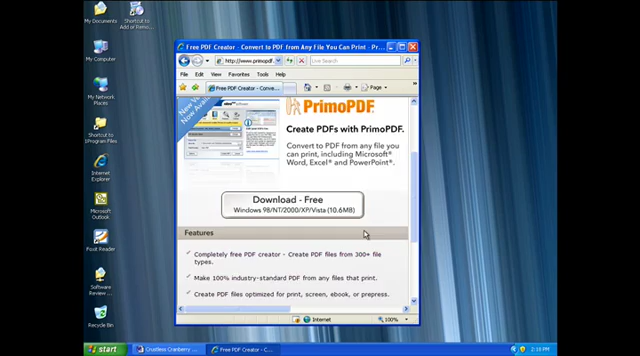 My Documents
Shortcut to
Add or Remo...
My Computer
My Network
Places
Shortcut to
Internet
Explorer
Microsoft
Outlook
Foxit Reader
Software
Review ...
Recycle Bin
Free PDF Creator - Convert to PDF from Any File You Can Print - Pr...
http://www.primopdf.
Live Search
File Edit View Favorites Tools Help
Free PDF Creator - Conve...
Page
New Ve
Now Avail
PrimoPDF
Create PDFs with PrimoPDF.
Convert to PDF from any file you
can print, including Microsoft®
Word, Excel® and PowerPoint®.
Download - Free
Windows 98/NT/2000/XP/Vista (10.6MB)
Features
Completely free PDF creator - Create PDF files from 300+ file
types.
Make 100% industry-standard PDF from any files that print.
Create PDF files optimized for print, screen, ebook, or prepress.
Internet
100%
start
Crustless Cranberry
Free PDF Creator - C...